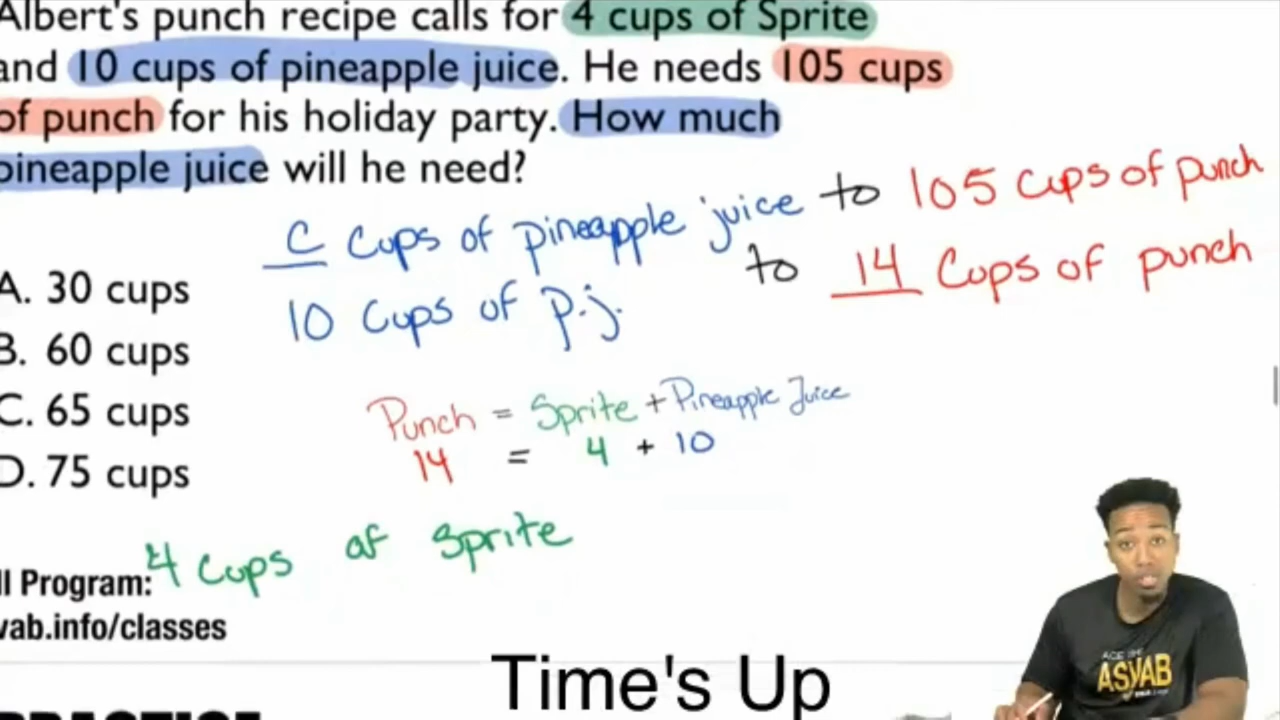 Albert's punch recipe calls for 4 cups of Sprite
and 10 cups of pineapple juice. He needs 105 cups
of punch for his holiday party. How much
pineapple juice will he need?
C Cups of pineapple juice to 105 cups of punch
10 Cups of p.j. to 14 Cups of punch
A. 30 cups
B. 60 cups
C. 65 cups
D. 75 cups
Punch = Sprite + Pineapple Juice
14 = 4 + 10
4 cups of Sprite
ll Program:
vab.info/classes
ACE THE
ASVAB
Time's Up
PRACTICE